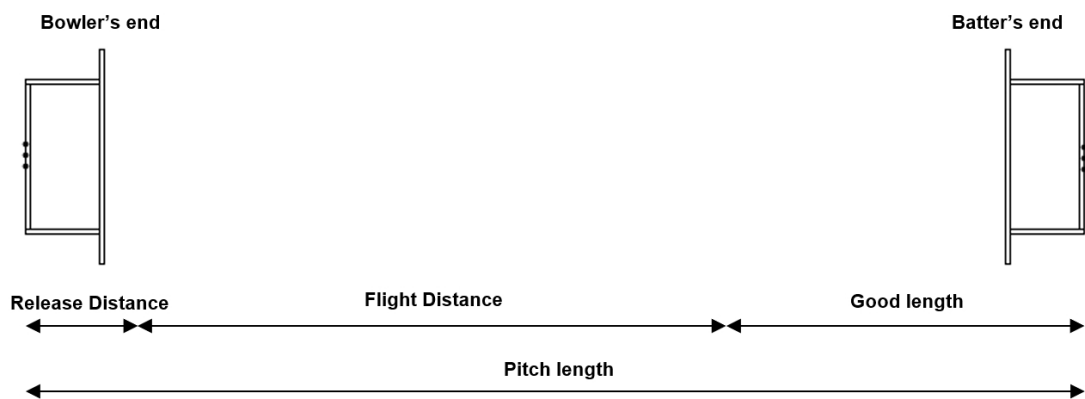 Bowler's end
Batter's end
Release Distance
Flight Distance
Good length
Pitch length